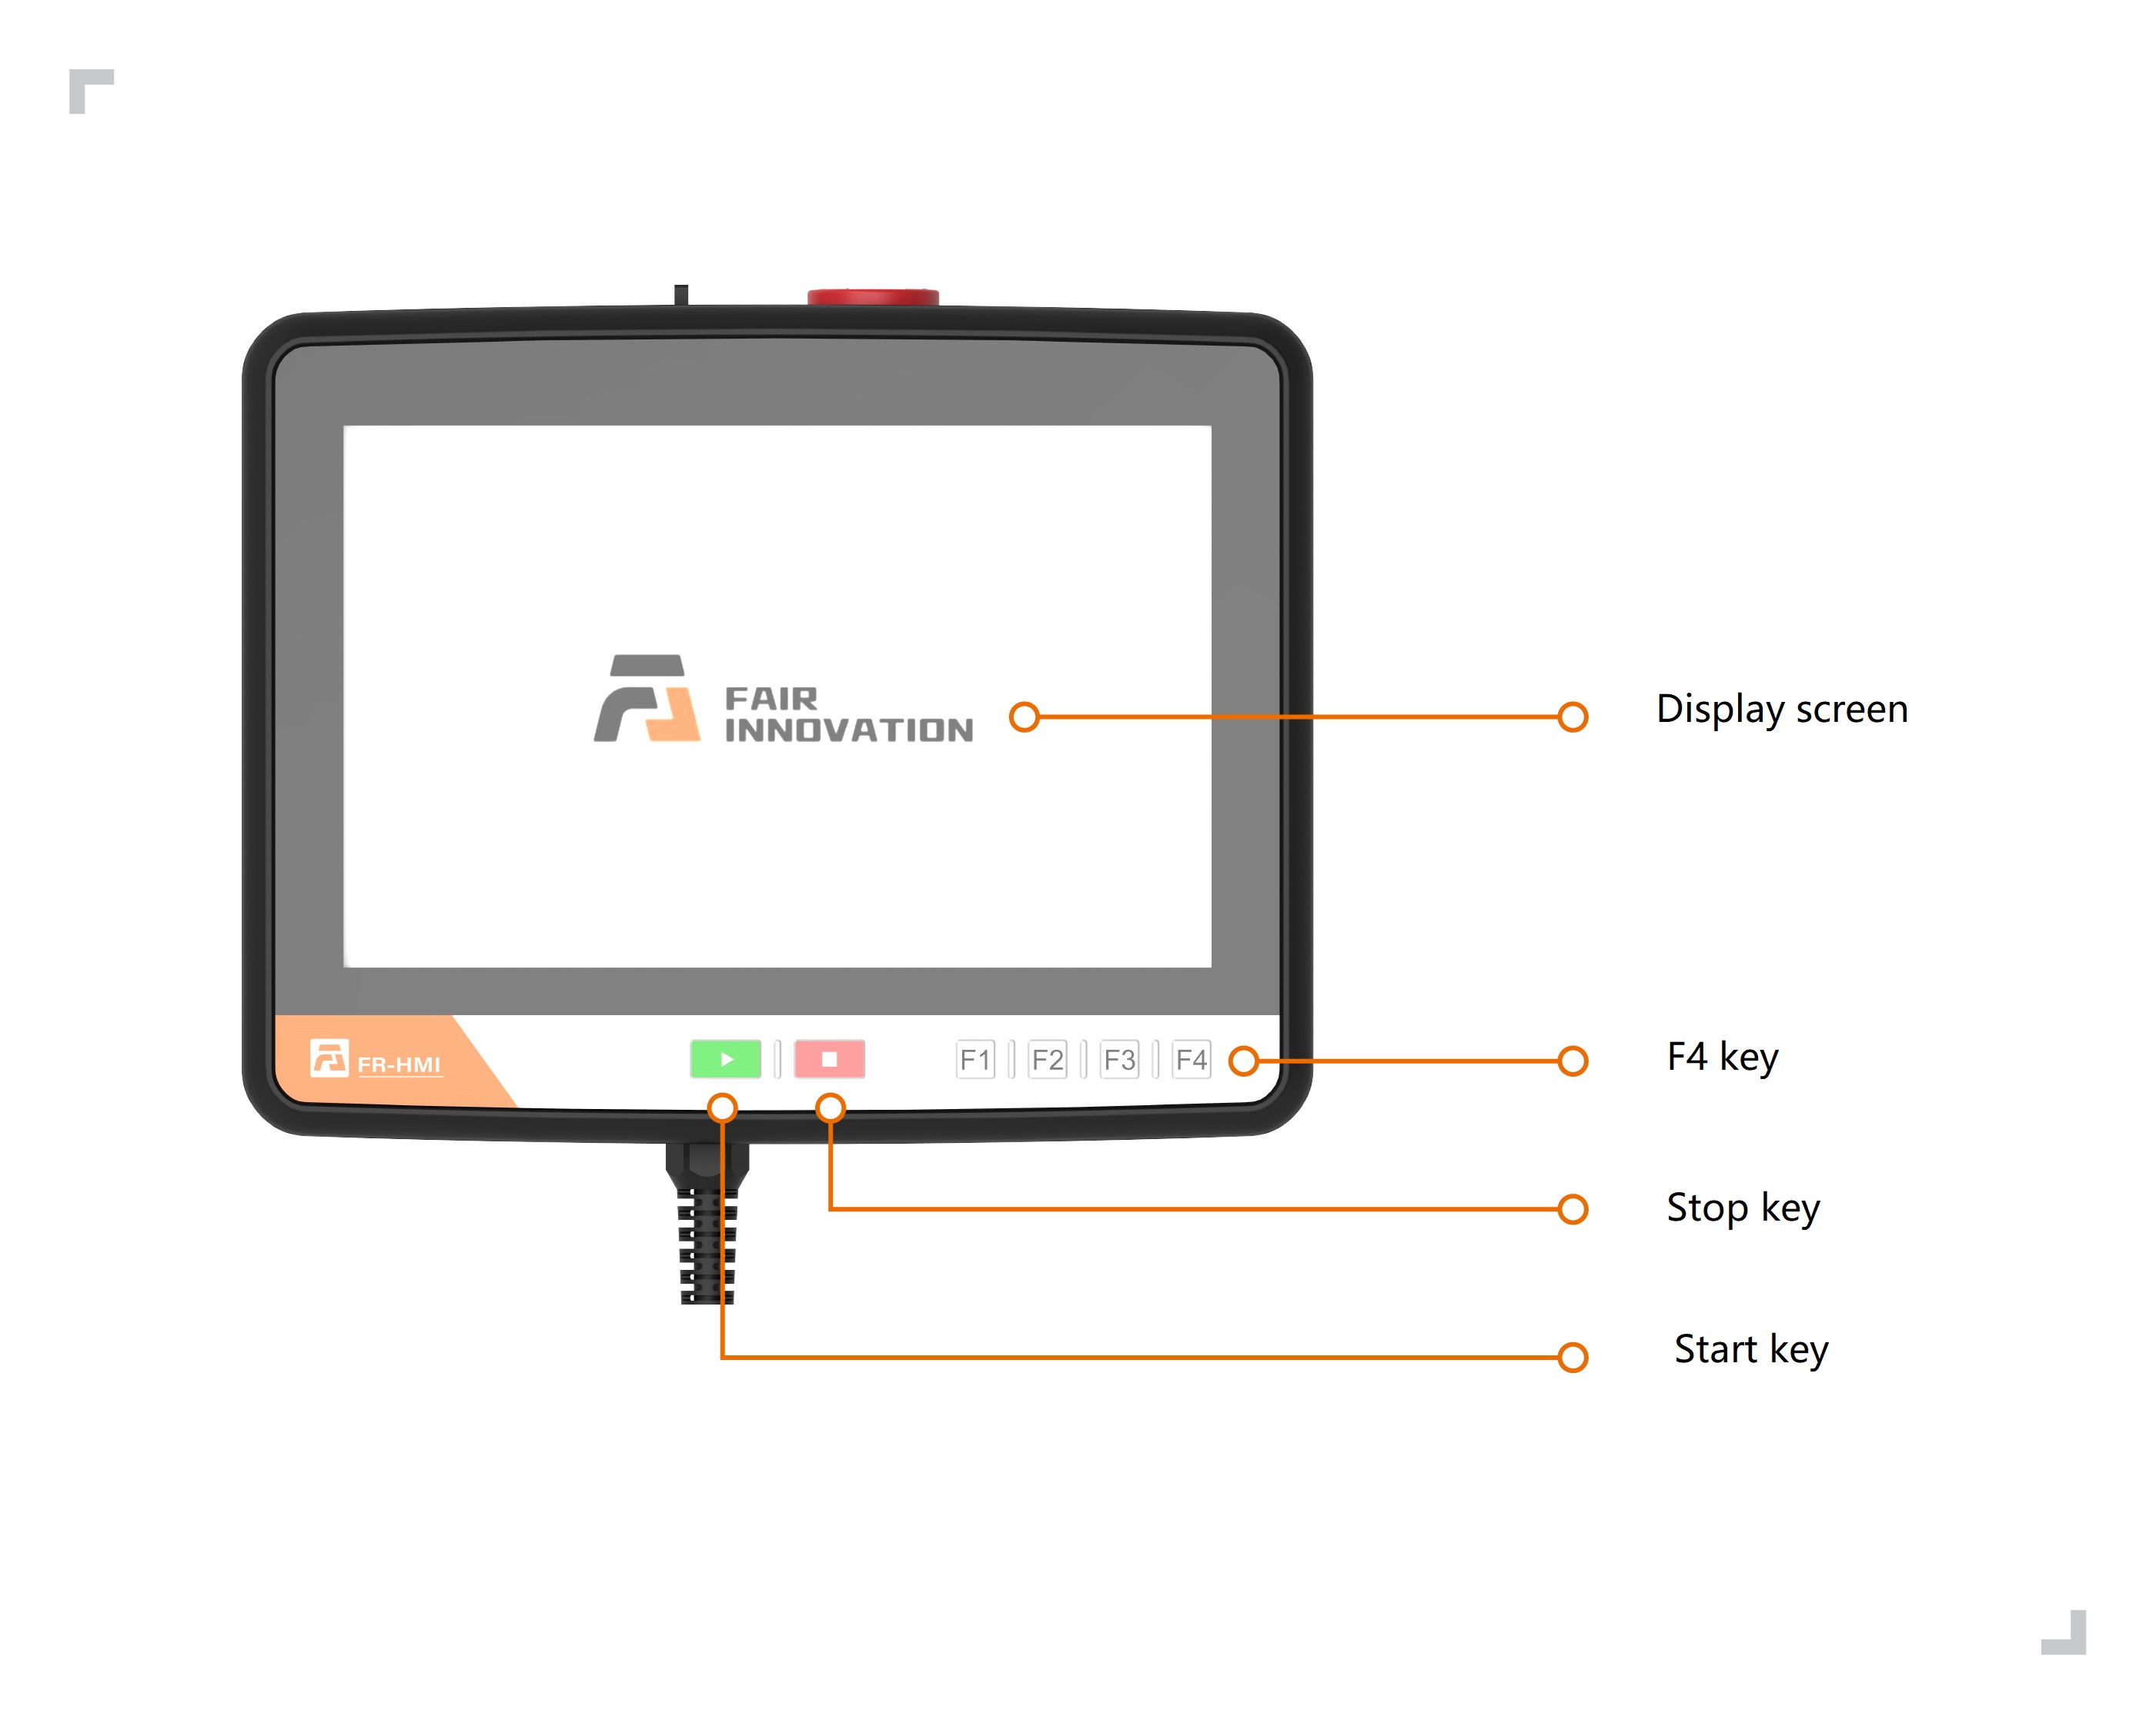 FAIR
INNOVATION
Display screen
FR-HMI
F1 F2 F3 F4
F4 key
Stop key
Start key